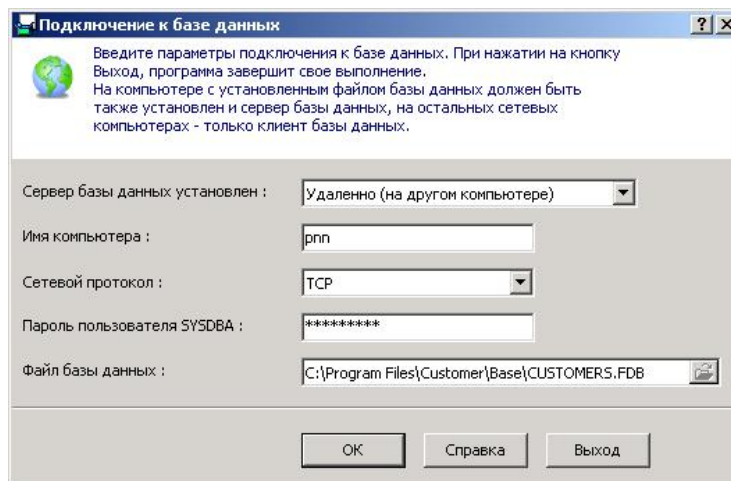 Подключение к базе данных
Введите параметры подключения к базе данных. При нажатии на кнопку
Выход, программа завершит свое выполнение.
На компьютере с установленным файлом базы данных должен быть
также установлен и сервер базы данных, на остальных сетевых
компьютерах - только клиент базы данных.
Сервер базы данных установлен : Удаленно (на другом компьютере)
Имя компьютера : pnn
Сетевой протокол : TCP
Пароль пользователя SYSDBA : *********
Файл базы данных : C:\Program Files\Customer\Base\CUSTOMERS.FDB
OK Справка Выход